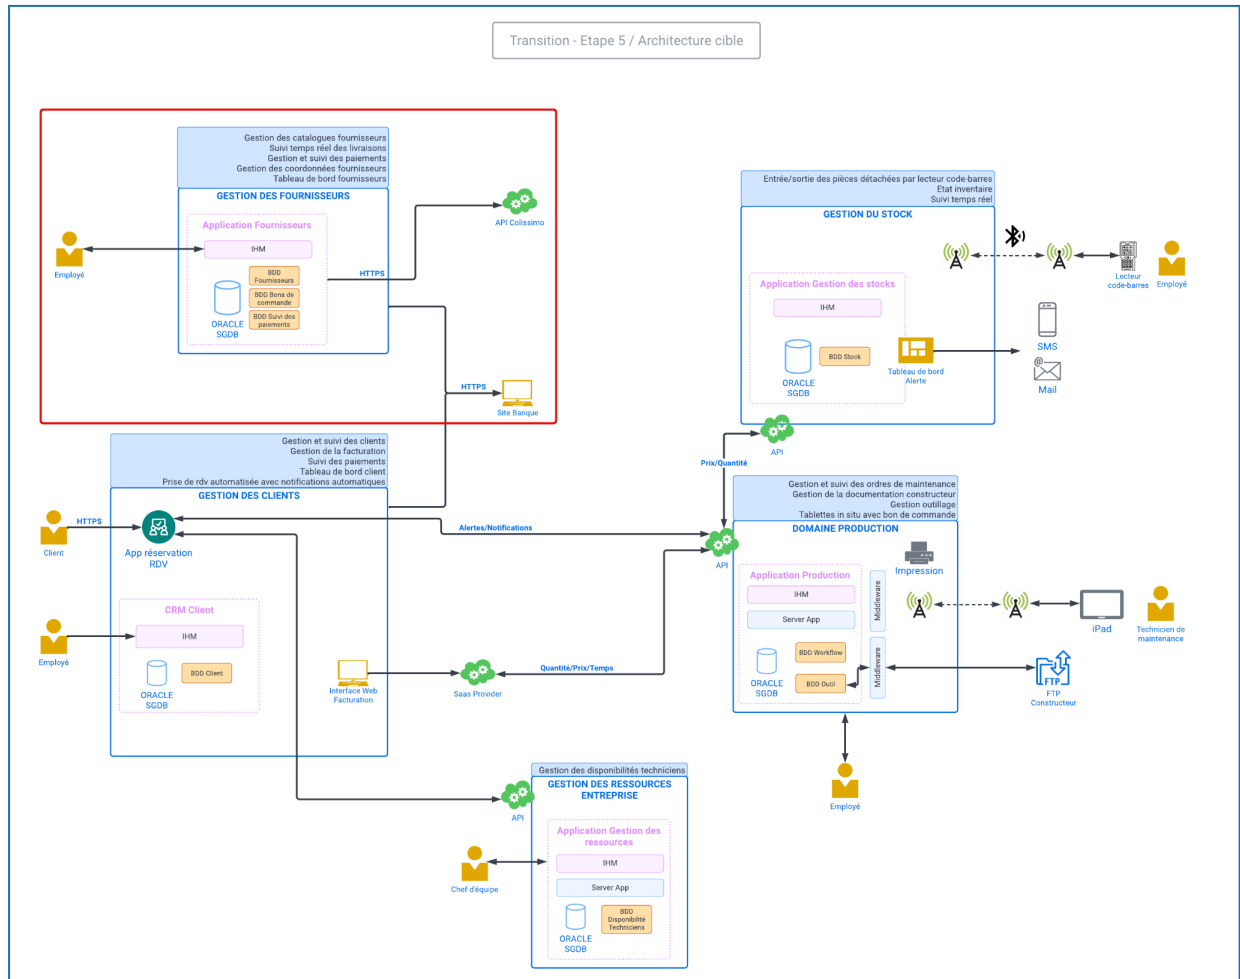 Transition - Etape 5 / Architecture cible
Gestion des catalogues fournisseurs
Suivi temps réel des livraisons
Gestion et suivi des paiements
Gestion des coordonnées fournisseurs
Tableau de bord fournisseurs
GESTION DES FOURNISSEURS
Application Fournisseurs
IHM
BDD
Fournisseurs
BDD Bons de
commande
BDD Suivi des
paiements
ORACLE
SGDB
Employé
HTTPS
API Colissimo
HTTPS
Site Banque
Entrée/sortie des pièces détachées par lecteur code-barres
Etat inventaire
Suivi temps réel
GESTION DU STOCK
Application Gestion des stocks
IHM
BDD Stock
ORACLE
SGDB
Tableau de bord
Alerte
Lecteur
code-barres
Employé
SMS
@
Mail
API
Prix/Quantité
Gestion et suivi des clients
Gestion de la facturation
Suivi des paiements
Tableau de bord client
Prise de rdv automatisée avec notifications automatiques
GESTION DES CLIENTS
HTTPS
Client
App réservation
RDV
Alertes/Notifications
CRM Client
IHM
BDD Client
ORACLE
SGDB
Employé
Interface Web
Facturation
Saas Provider
Quantité/Prix/Temps
API
Gestion et suivi des ordres de maintenance
Gestion de la documentation constructeur
Gestion outillage
Tablettes in situ avec bon de commande
DOMAINE PRODUCTION
Impression
Application Production
IHM
Server App
BDD Workflow
BDD Outil
ORACLE
SGDB
Middleware
Middleware
iPad
Technicien de
maintenance
FTP
FTP
Constructeur
Employé
Gestion des disponibilités techniciens
GESTION DES RESSOURCES
ENTREPRISE
API
Application Gestion des
ressources
IHM
Server App
BDD
Disponibilité
Techniciens
ORACLE
SGDB
Chef d'équipe